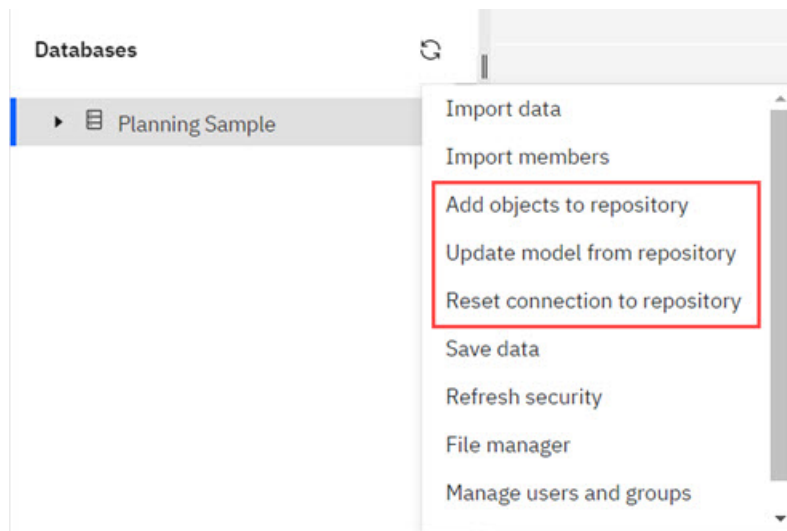 Databases
Planning Sample
Import data
Import members
Add objects to repository
Update model from repository
Reset connection to repository
Save data
Refresh security
File manager
Manage users and groups